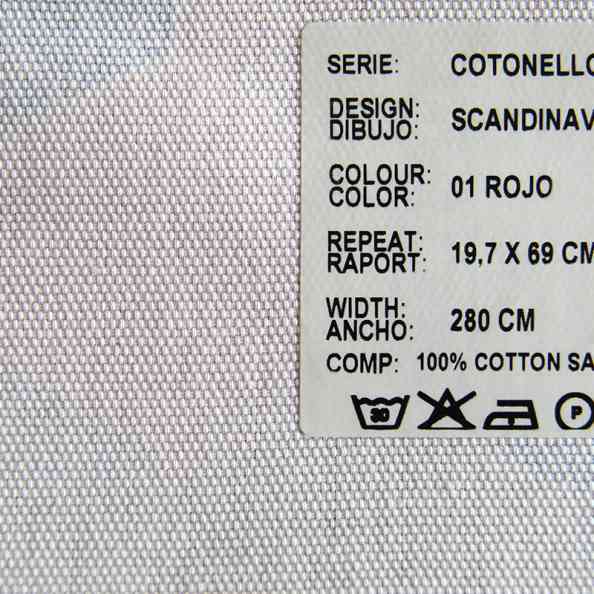 SERIE: COTONELLO
DESIGN:
DIBUJO: SCANDINAV
COLOUR:
COLOR: 01 ROJO
REPEAT:
RAPORT: 19,7 X 69 CM
WIDTH:
ANCHO: 280 CM
COMP: 100% COTTON SA
30 P